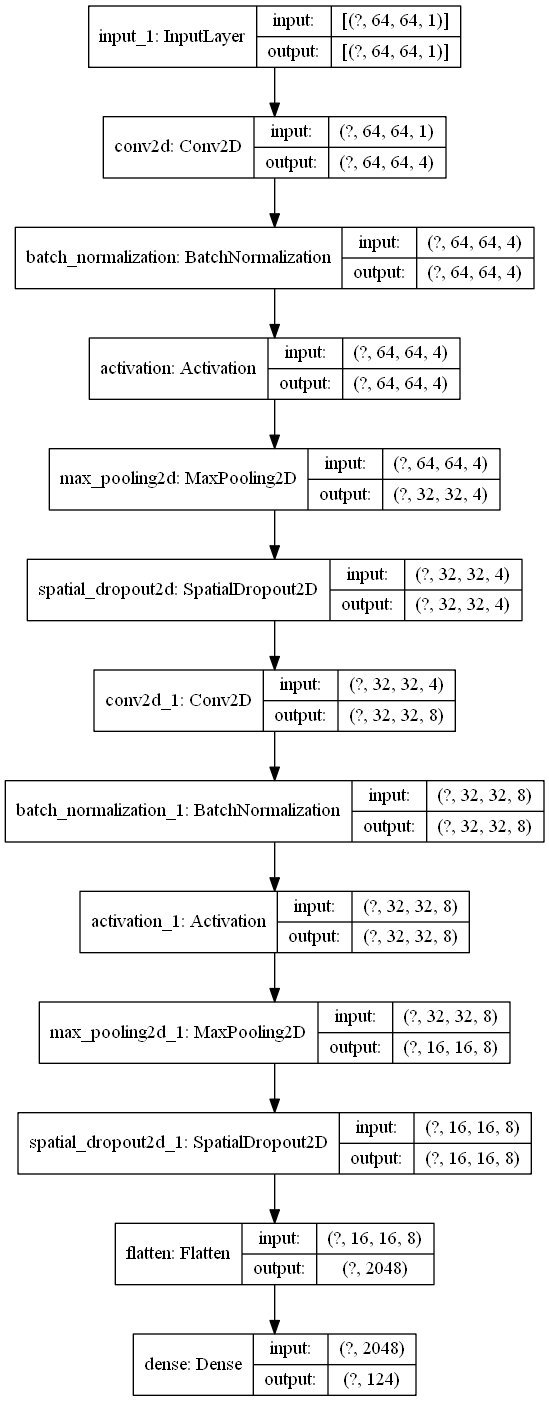 input_1: InputLayer input: [(?, 64, 64, 1)]
output: [(?, 64, 64, 1)]
conv2d: Conv2D input: (?, 64, 64, 1)
output: (?, 64, 64, 4)
batch_normalization: BatchNormalization input: (?, 64, 64, 4)
output: (?, 64, 64, 4)
activation: Activation input: (?, 64, 64, 4)
output: (?, 64, 64, 4)
max_pooling2d: MaxPooling2D input: (?, 64, 64, 4)
output: (?, 32, 32, 4)
spatial_dropout2d: SpatialDropout2D input: (?, 32, 32, 4)
output: (?, 32, 32, 4)
conv2d_1: Conv2D input: (?, 32, 32, 4)
output: (?, 32, 32, 8)
batch_normalization_1: BatchNormalization input: (?, 32, 32, 8)
output: (?, 32, 32, 8)
activation_1: Activation input: (?, 32, 32, 8)
output: (?, 32, 32, 8)
max_pooling2d_1: MaxPooling2D input: (?, 32, 32, 8)
output: (?, 16, 16, 8)
spatial_dropout2d_1: SpatialDropout2D input: (?, 16, 16, 8)
output: (?, 16, 16, 8)
flatten: Flatten input: (?, 16, 16, 8)
output: (?, 2048)
dense: Dense input: (?, 2048)
output: (?, 124)